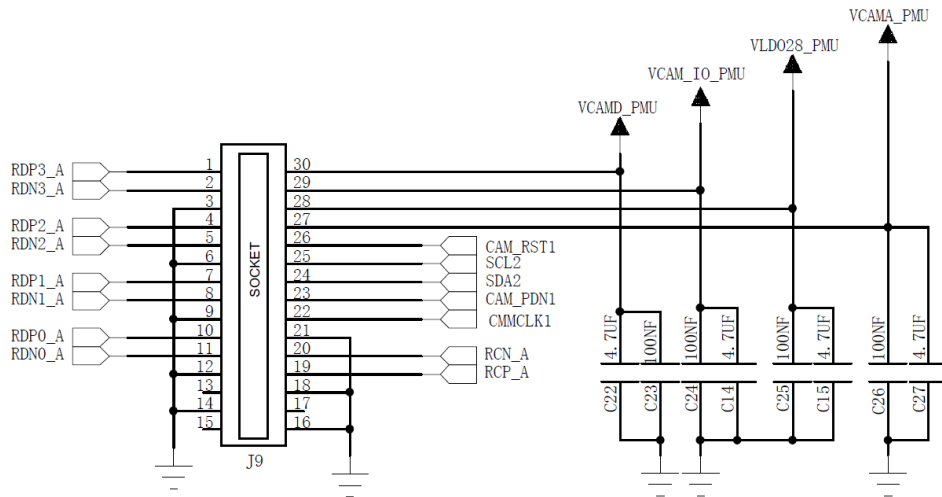 VCAMA_PMU
VLDO28_PMU
VCAM_IO_PMU
VCAMD_PMU
RDP3_A 1 30
RDN3_A 2 29
3 28
RDP2_A 4 27
RDN2_A 5 26 CAM_RST1
6 25 SCL2
RDP1_A 7 24 SDA2
RDN1_A 8 23 CAM_PDN1
9 22 CMMCLK1
RDP0_A 10 21
RDN0_A 11 20 RCN_A
12 19 RCP_A
13 18
14 17
15 16
SOCKET
J9
4.7UF 100NF 100NF 4.7UF 100NF 4.7UF 100NF 4.7UF
C22 C23 C24 C14 C25 C15 C26 C27